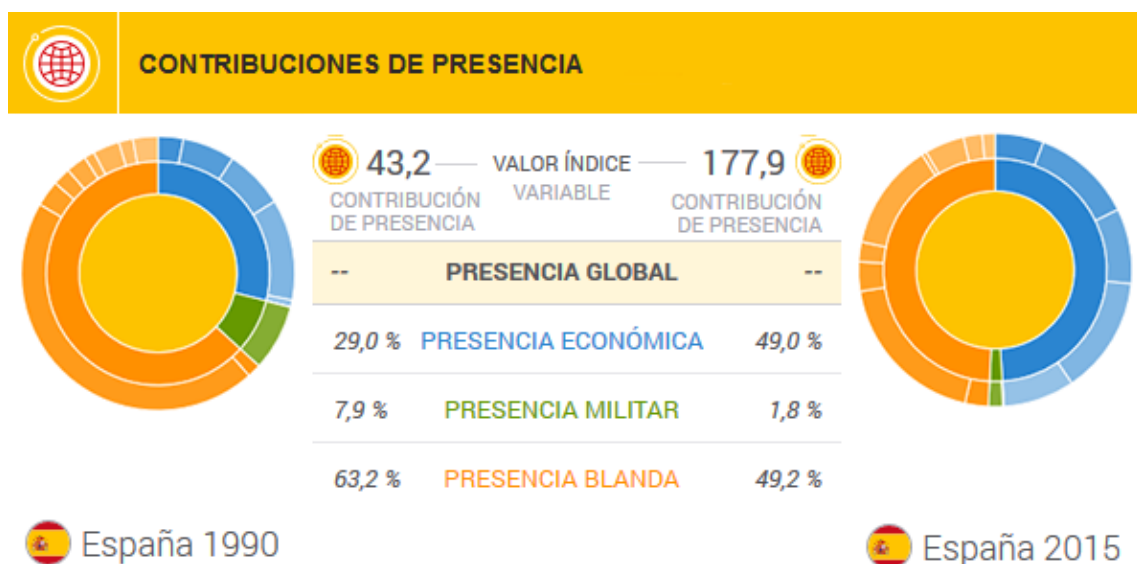 CONTRIBUCIONES DE PRESENCIA
43,2 VALOR ÍNDICE 177,9
CONTRIBUCIÓN DE PRESENCIA VARIABLE CONTRIBUCIÓN DE PRESENCIA
-- PRESENCIA GLOBAL --
29,0 % PRESENCIA ECONÓMICA 49,0 %
7,9 % PRESENCIA MILITAR 1,8 %
63,2 % PRESENCIA BLANDA 49,2 %
España 1990
España 2015